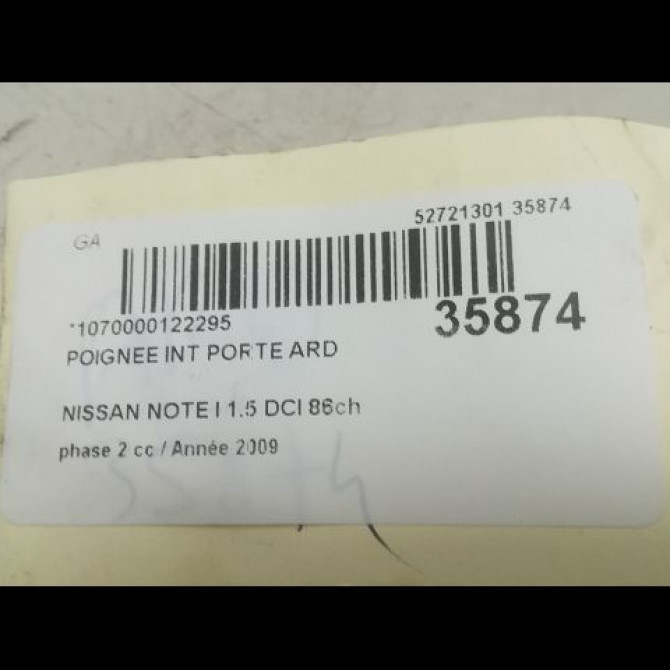 52721301 35874
GA
*1070000122295
35874
POIGNEE INT PORTE ARD
NISSAN NOTE I 1.5 DCI 86ch
phase 2 cc / Année 2009